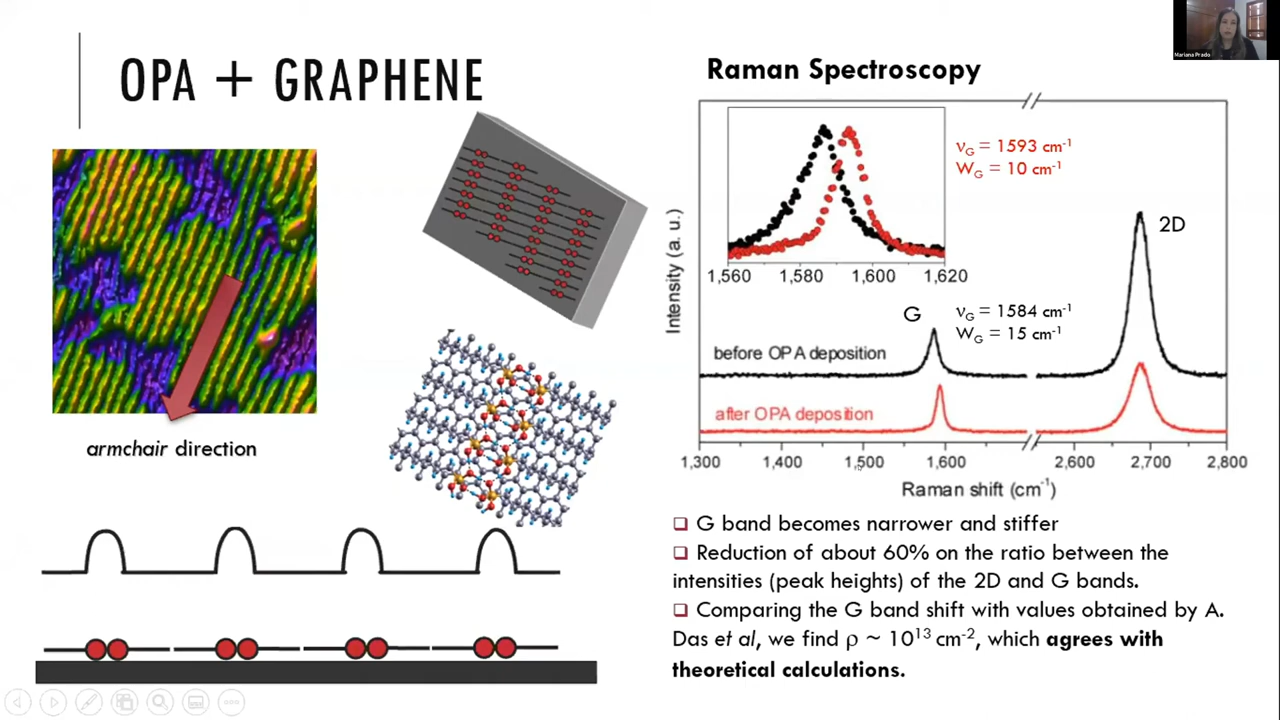 OPA + GRAPHENE
armchair direction
Raman Spectroscopy
Mariana Prado
Intensity (a. u.)
νG = 1593 cm-1
WG = 10 cm-1
1,560 1,580 1,600 1,620
2D
G
νG = 1584 cm-1
WG = 15 cm-1
before OPA deposition
after OPA deposition
1,300 1,400 1,500 1,600 2,600 2,700 2,800
Raman shift (cm-1)
G band becomes narrower and stiffer
Reduction of about 60% on the ratio between the
intensities (peak heights) of the 2D and G bands.
Comparing the G band shift with values obtained by A.
Das et al, we find ρ ~ 10¹³ cm-2, which agrees with
theoretical calculations.